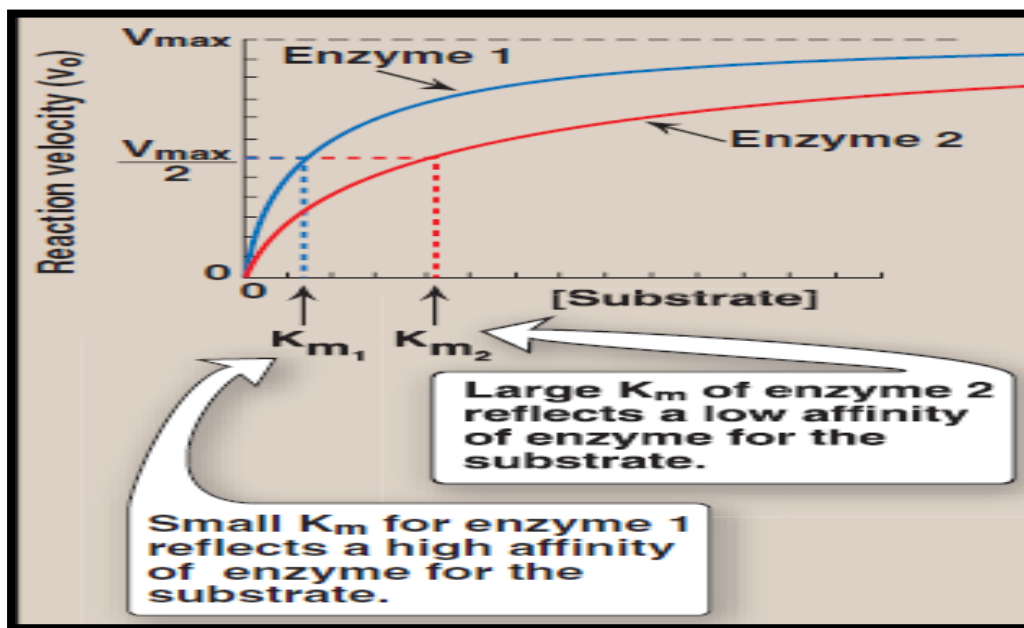 Vmax
Enzyme 1
Reaction velocity (vo)
Vmax
2
Enzyme 2
0
0
[Substrate]
Km1
Km2
Large Km of enzyme 2
reflects a low affinity
of enzyme for the
substrate.
Small Km for enzyme 1
reflects a high affinity
of enzyme for the
substrate.